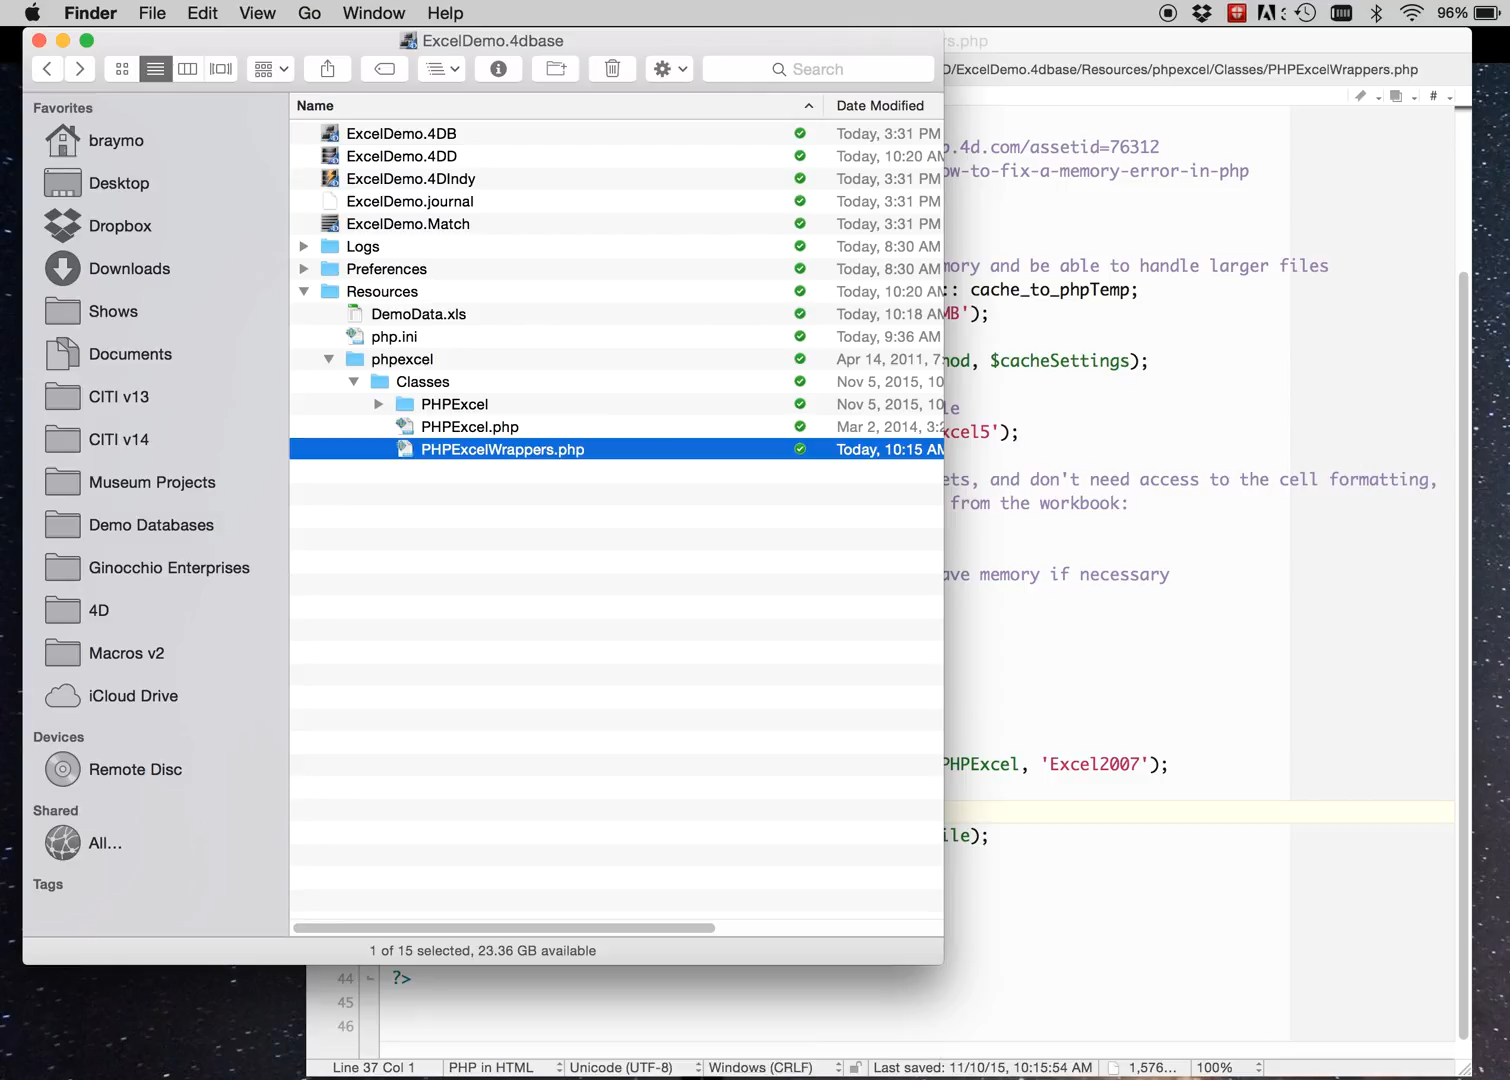 Finder File Edit View Go Window Help 96%
ExcelDemo.4dbase
Search
Favorites
braymo
Desktop
Dropbox
Downloads
Shows
Documents
CITI v13
CITI v14
Museum Projects
Demo Databases
Ginocchio Enterprises
4D
Macros v2
iCloud Drive
Devices
Remote Disc
Shared
All...
Tags
Name Date Modified
ExcelDemo.4DB Today, 3:31 PM
ExcelDemo.4DD Today, 10:20 AM
ExcelDemo.4DIndy Today, 3:31 PM
ExcelDemo.journal Today, 3:31 PM
ExcelDemo.Match Today, 3:31 PM
Logs Today, 8:30 AM
Preferences Today, 8:30 AM
Resources Today, 10:20 AM
DemoData.xls Today, 10:18 AM
php.ini Today, 9:36 AM
phpexcel Apr 14, 2011, 7:
Classes Nov 5, 2015, 10
PHPExcel Nov 5, 2015, 10
PHPExcel.php Mar 2, 2014, 3:2
PHPExcelWrappers.php Today, 10:15 AM
1 of 15 selected, 23.36 GB available
rs.php
D/ExcelDemo.4dbase/Resources/phpexcel/Classes/PHPExcelWrappers.php
#
p.4d.com/assetid=76312
ow-to-fix-a-memory-error-in-php
mory and be able to handle larger files
:: cache_to_phpTemp;
MB');
hod, $cacheSettings);
le
xcel5');
ets, and don't need access to the cell formatting,
from the workbook:
ave memory if necessary
PHPExcel, 'Excel2007');
ile);
44 ?>
45
46
Line 37 Col 1 PHP in HTML Unicode (UTF-8) Windows (CRLF) Last saved: 11/10/15, 10:15:54 AM 1,576... 100%